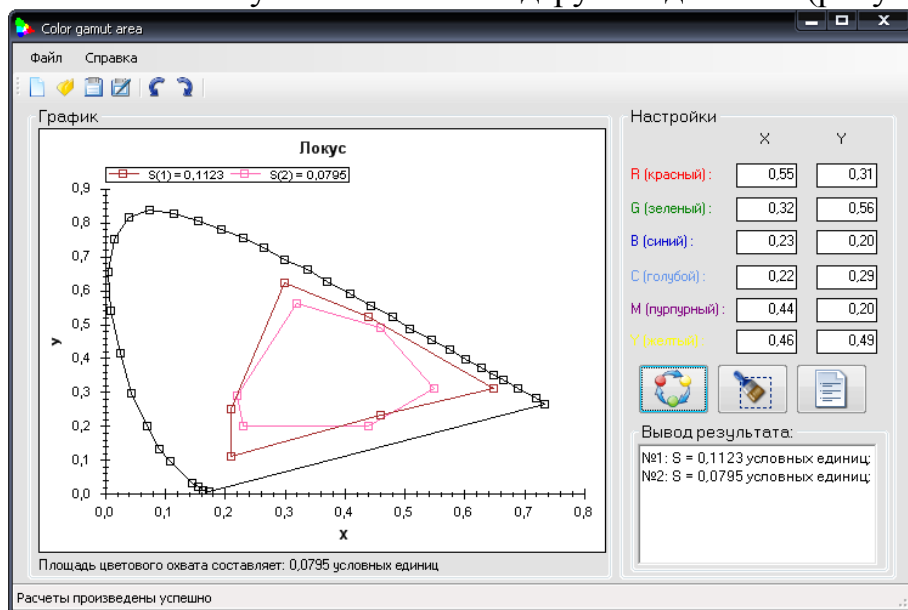 Color gamut area
Файл Справка
График
Локус
S(1) = 0,1123 S(2) = 0,0795
0,9
0,8
0,7
0,6
0,5
0,4
0,3
0,2
0,1
0,0
y
0,0 0,1 0,2 0,3 0,4 0,5 0,6 0,7 0,8
x
Площадь цветового охвата составляет: 0,0795 условных единиц
Настройки
X Y
R (красный) : 0,55 0,31
G (зеленый) : 0,32 0,56
B (синий) : 0,23 0,20
C (голубой) : 0,22 0,29
M (пурпурный) : 0,44 0,20
Y (желтый) : 0,46 0,49
Вывод результата:
№1: S = 0,1123 условных единиц;
№2: S = 0,0795 условных единиц;
Расчеты произведены успешно